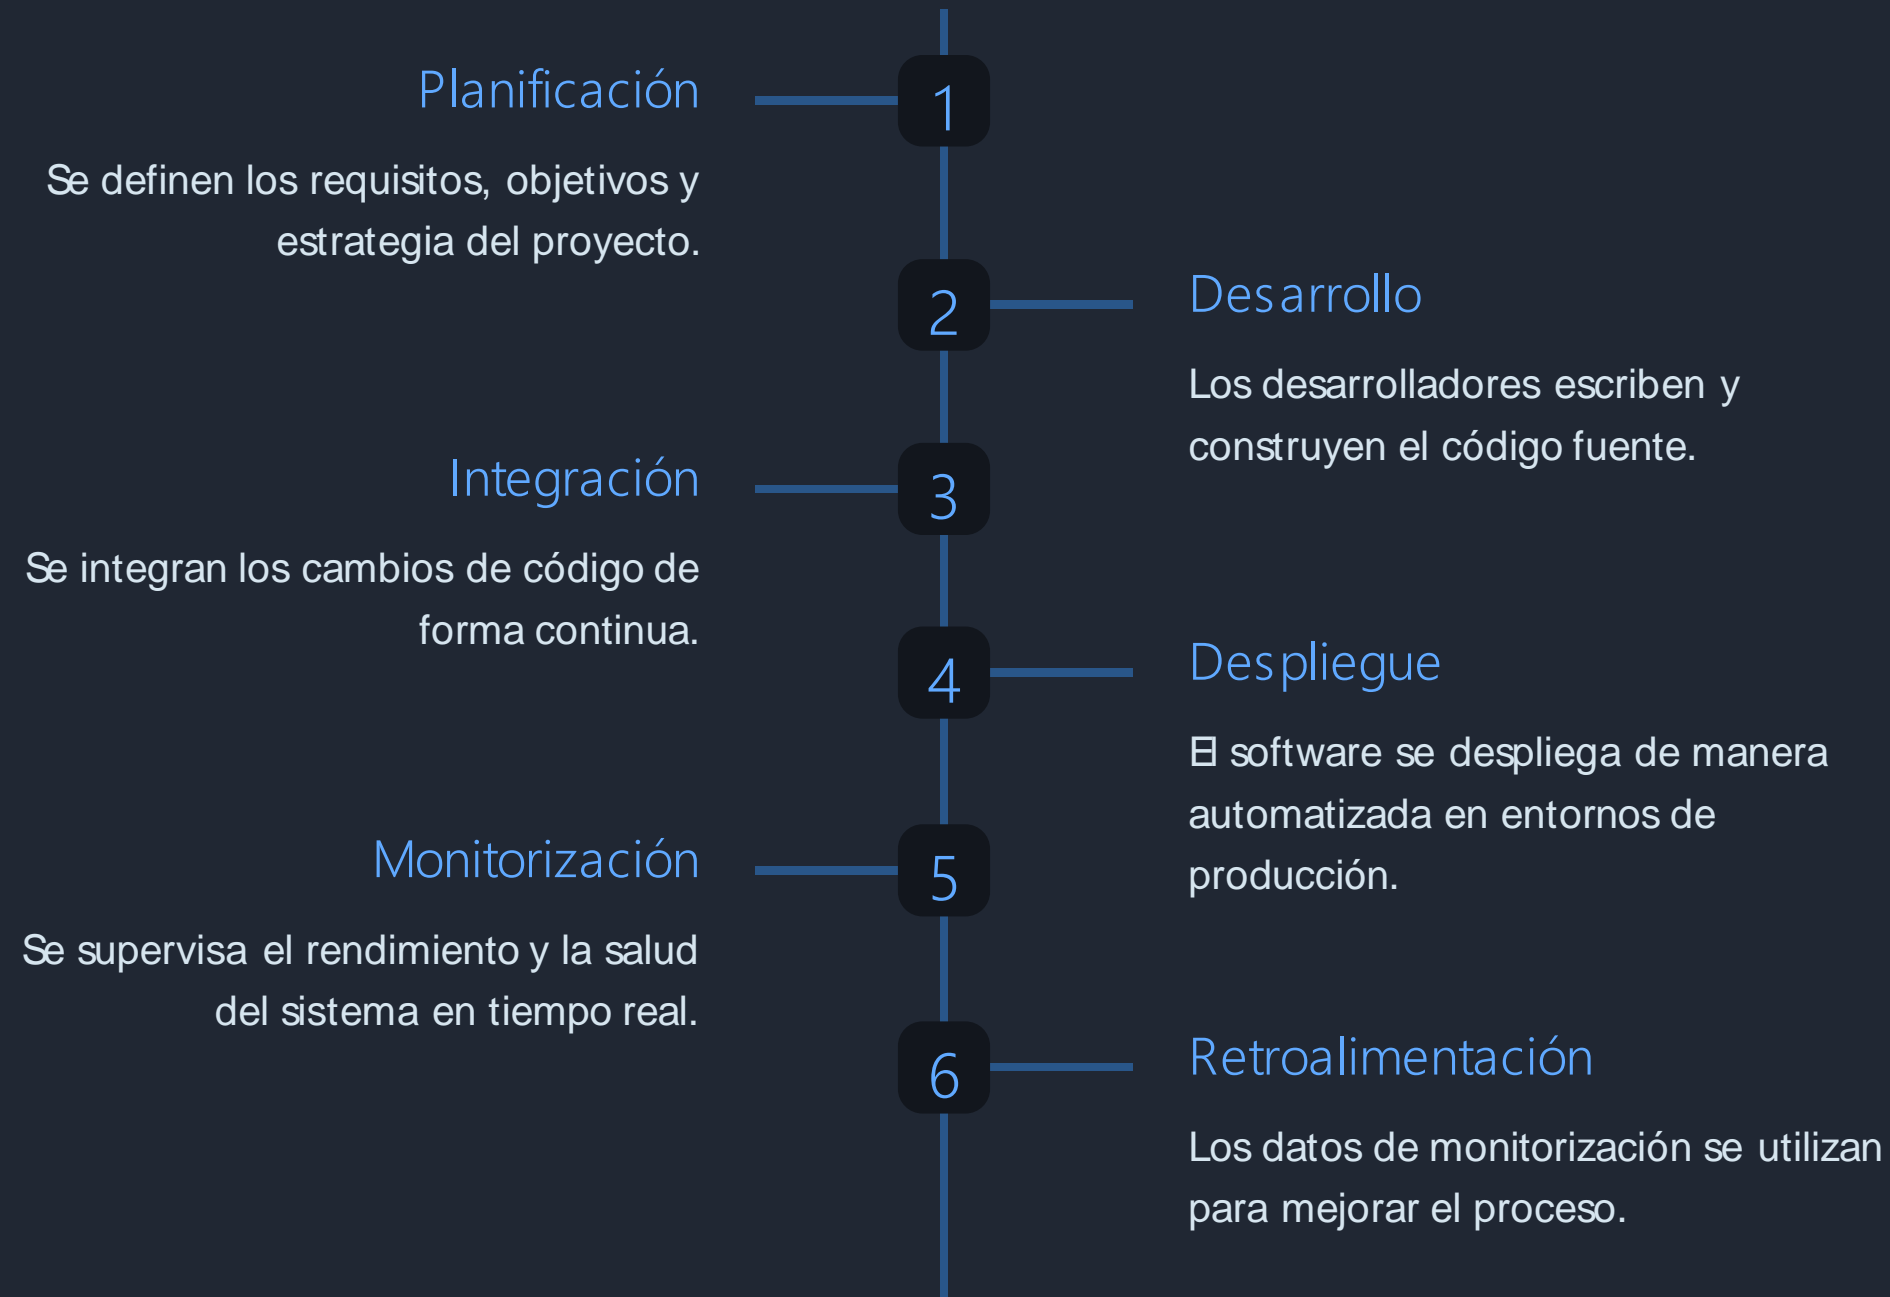 1
Planificación
Se definen los requisitos, objetivos y
estrategia del proyecto.
2
Desarrollo
Los desarrolladores escriben y
construyen el código fuente.
3
Integración
Se integran los cambios de código de
forma continua.
4
Despliegue
El software se despliega de manera
automatizada en entornos de
producción.
5
Monitorización
Se supervisa el rendimiento y la salud
del sistema en tiempo real.
6
Retroalimentación
Los datos de monitorización se utilizan
para mejorar el proceso.